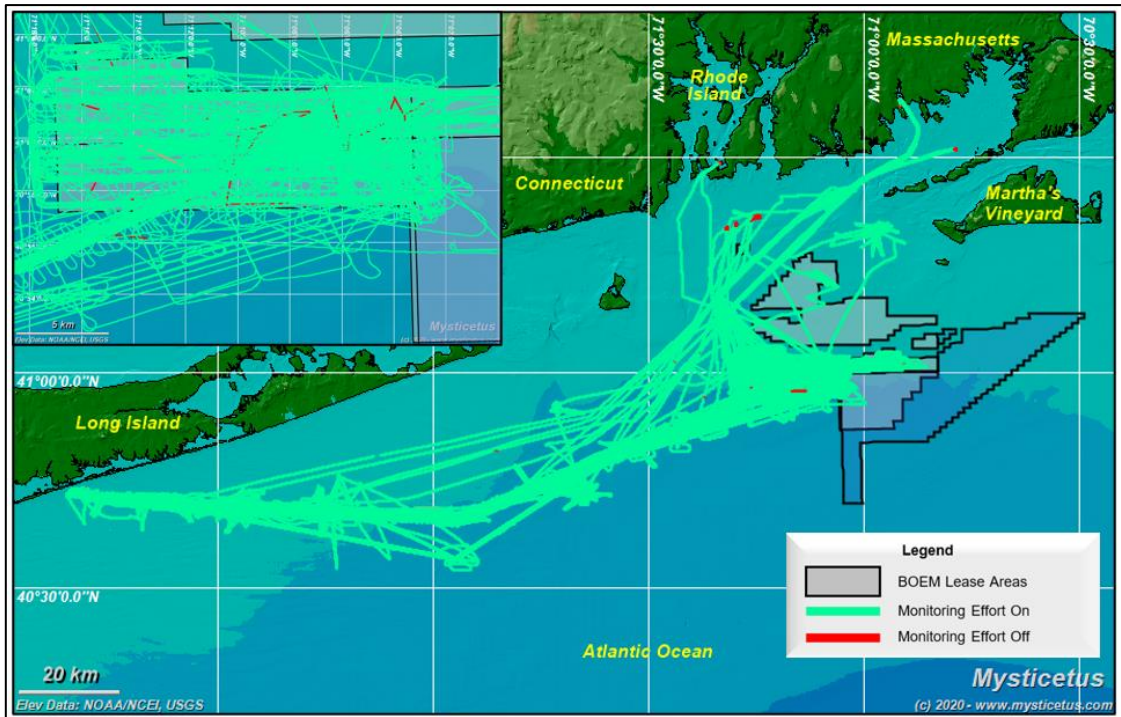 Massachusetts
Rhode
Island
Connecticut
Martha's
Vineyard
71°30'0.0"W
71°00'0.0"W
70°30'0.0"W
5 km
Elev Data: NOAA/NCEI, USGS
Mysticetus
41°00'0.0"N
Long Island
40°30'0.0"N
Atlantic Ocean
Legend
BOEM Lease Areas
Monitoring Effort On
Monitoring Effort Off
20 km
Elev Data: NOAA/NCEI, USGS
Mysticetus
(c) 2020 - www.mysticetus.com